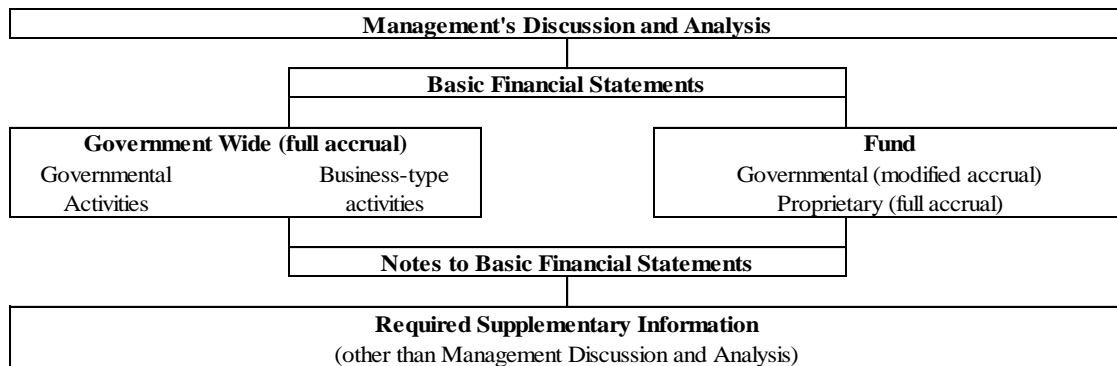 Management's Discussion and Analysis
Basic Financial Statements
Government Wide (full accrual)
Governmental Activities
Business-type activities
Fund
Governmental (modified accrual)
Proprietary (full accrual)
Notes to Basic Financial Statements
Required Supplementary Information
(other than Management Discussion and Analysis)